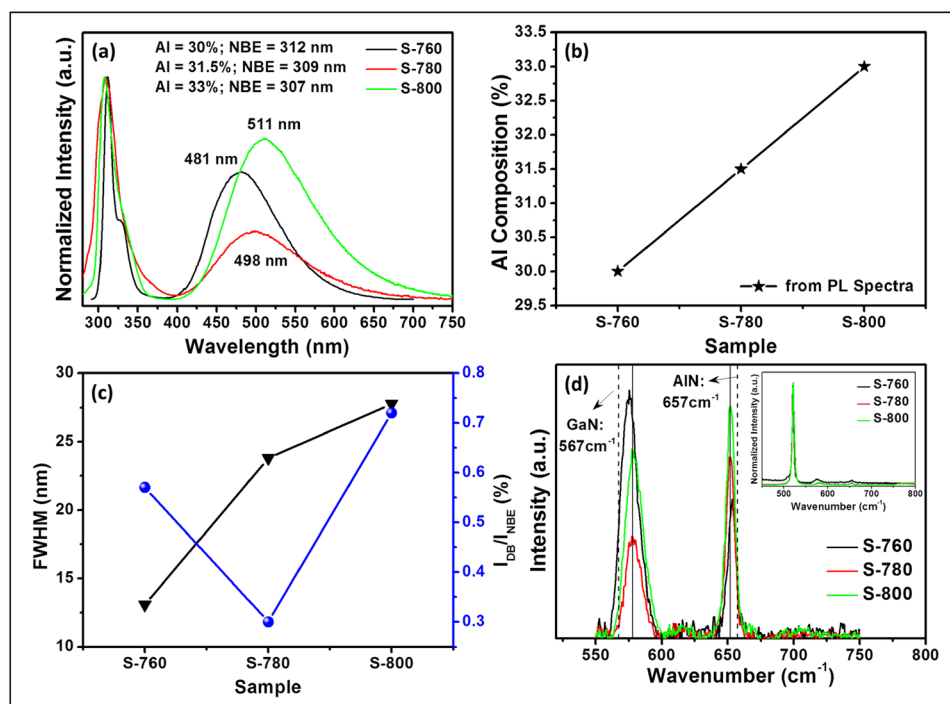 (a)
Al = 30%; NBE = 312 nm
Al = 31.5%; NBE = 309 nm
Al = 33%; NBE = 307 nm
S-760
S-780
S-800
511 nm
481 nm
498 nm
Normalized Intensity (a.u.)
300 350 400 450 500 550 600 650 700 750
Wavelength (nm)
(b)
33.5
33.0
32.5
32.0
31.5
31.0
30.5
30.0
29.5
Al Composition (%)
from PL Spectra
S-760 S-780 S-800
Sample
(c)
30
25
20
15
10
FWHM (nm)
0.8
0.7
0.6
0.5
0.4
0.3
I_DB/I_NBE (%)
S-760 S-780 S-800
Sample
(d)
AlN:
657cm⁻¹
GaN:
567cm⁻¹
Intensity (a.u.)
S-760
S-780
S-800
550 600 650 700 750 800
Wavenumber (cm⁻¹)
Normalized Intensity (a.u.)
S-760
S-780
S-800
500 600 700 800
Wavenumber (cm⁻¹)